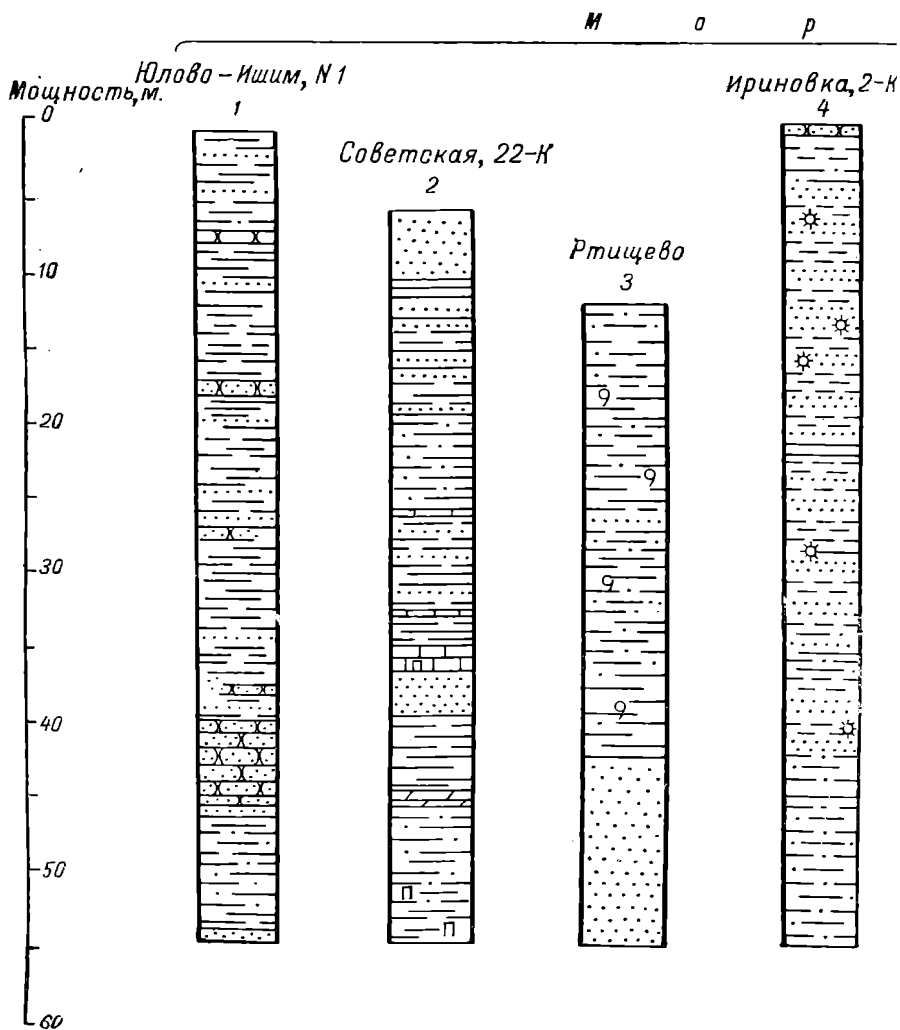 М о р
Юлово-Ишим, N1
1
Мощность, м.
Советская, 22-К
2
Ртищево
3
Ириновка, 2-К
4
0
10
20
30
40
50
60
П
П
П